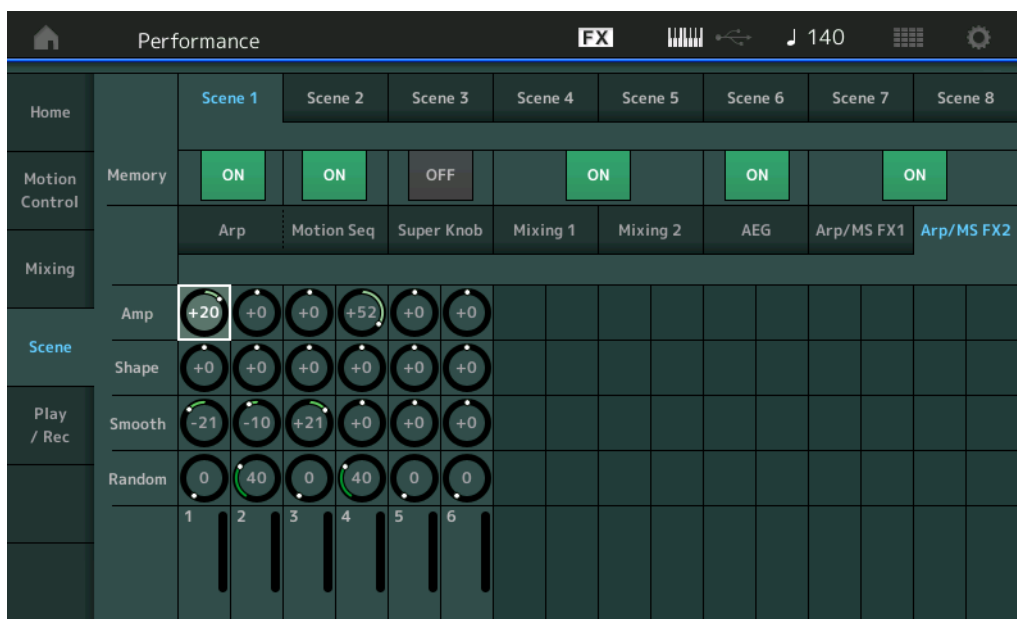 Performance FX 140
Scene 1 Scene 2 Scene 3 Scene 4 Scene 5 Scene 6 Scene 7 Scene 8
Home
Memory ON ON OFF ON ON ON
Motion
Control
Arp Motion Seq Super Knob Mixing 1 Mixing 2 AEG Arp/MS FX1 Arp/MS FX2
Mixing
Amp +20 +0 +0 +52 +0 +0
Scene
Shape +0 +0 +0 +0 +0 +0
Play
/ Rec
Smooth -21 -10 +21 +0 +0 +0
Random 0 40 0 40 0 0
1 2 3 4 5 6